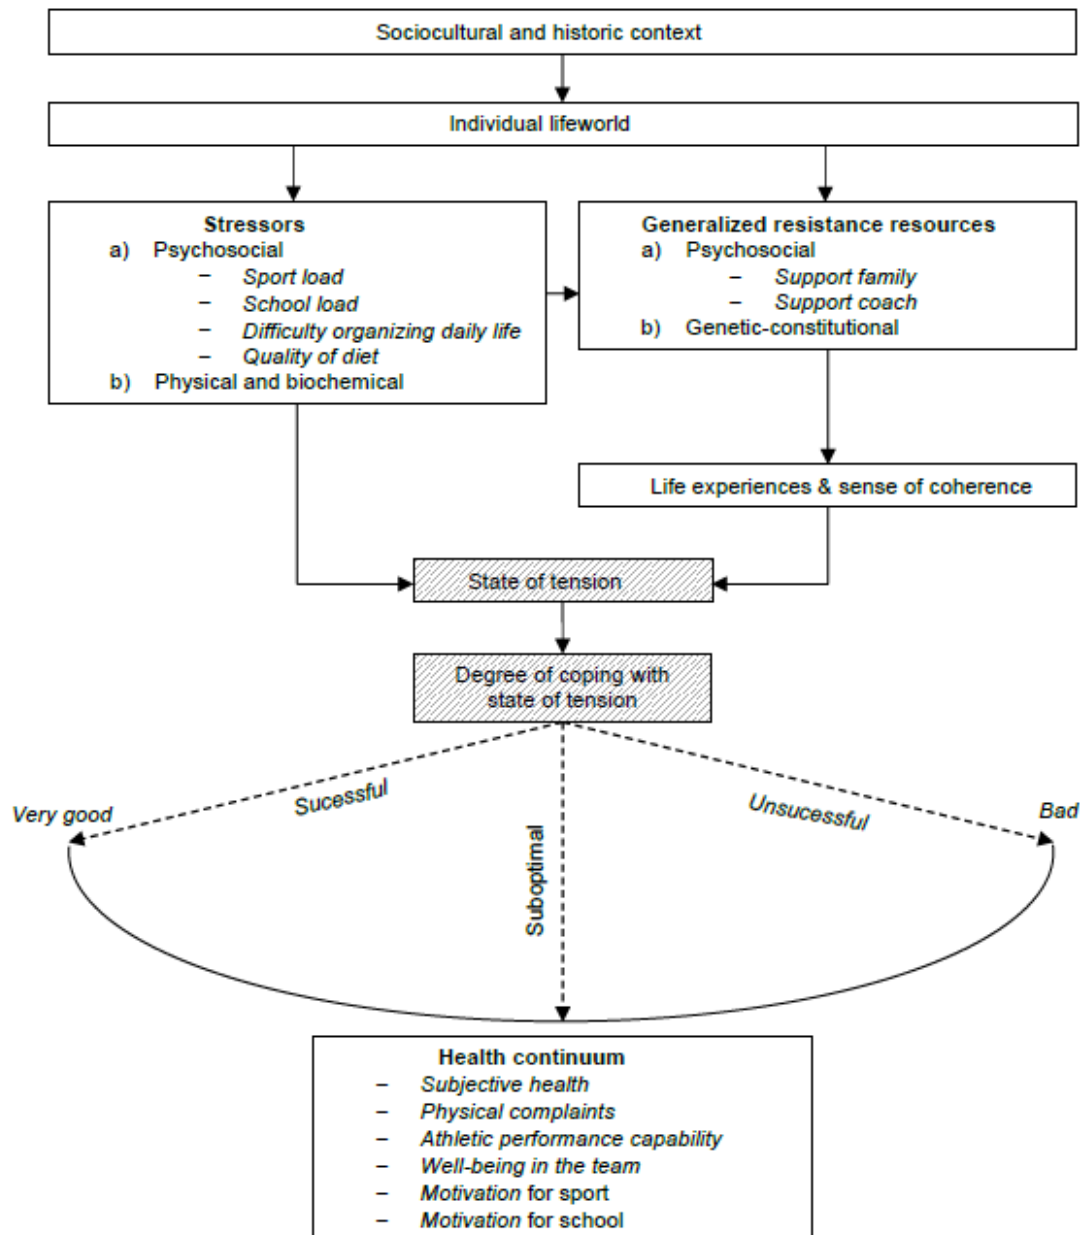 Sociocultural and historic context
Individual lifeworld
Stressors
a) Psychosocial
– Sport load
– School load
– Difficulty organizing daily life
– Quality of diet
b) Physical and biochemical
Generalized resistance resources
a) Psychosocial
– Support family
– Support coach
b) Genetic-constitutional
Life experiences & sense of coherence
State of tension
Degree of coping with
state of tension
Very good
Sucessful
Suboptimal
Unsucessful
Bad
Health continuum
– Subjective health
– Physical complaints
– Athletic performance capability
– Well-being in the team
– Motivation for sport
– Motivation for school